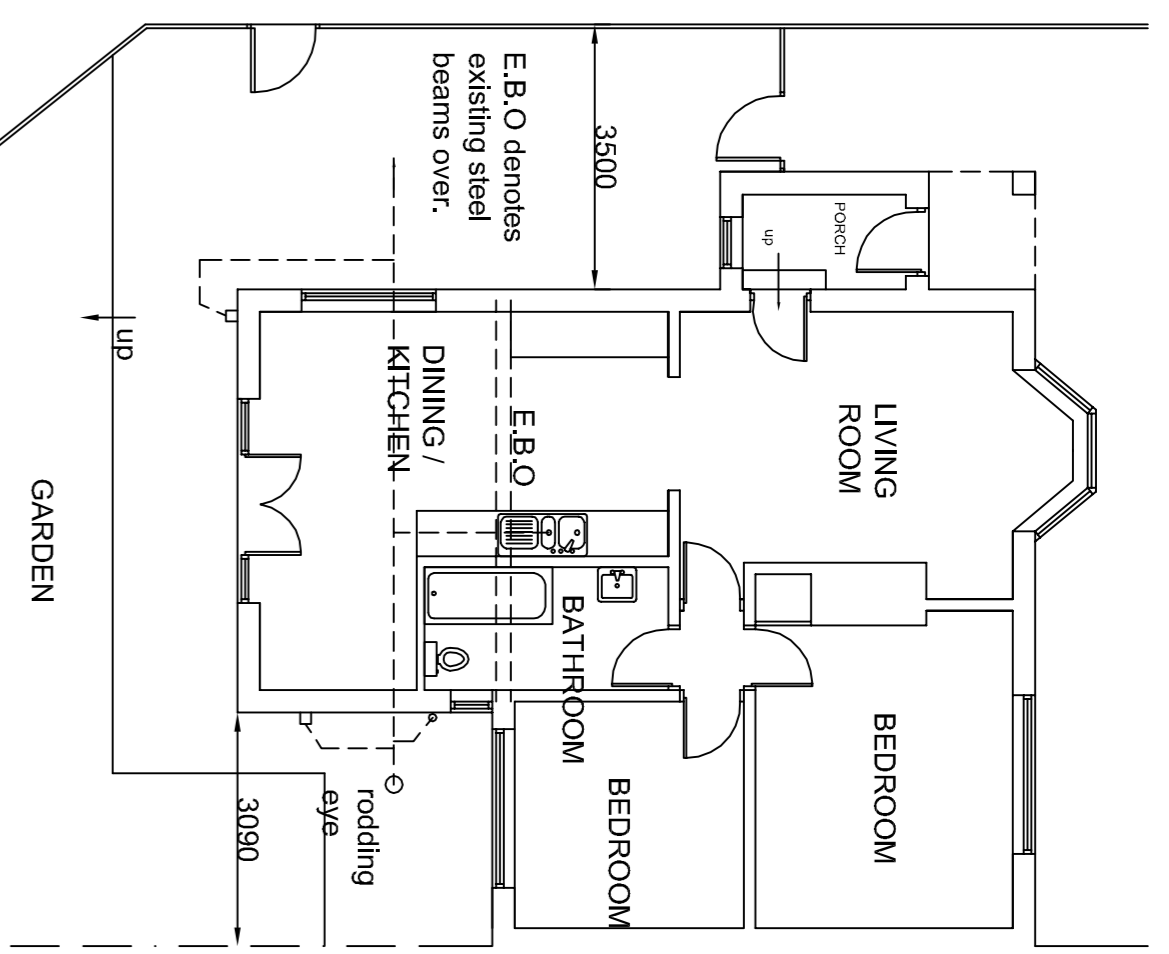 E.B.O denotes
existing steel
beams over.
3500
PORCH
up
LIVING
ROOM
DINING /
KITCHEN
E.B.O
up
GARDEN
BATHROOM
BEDROOM
BEDROOM
rodding
eye
3090